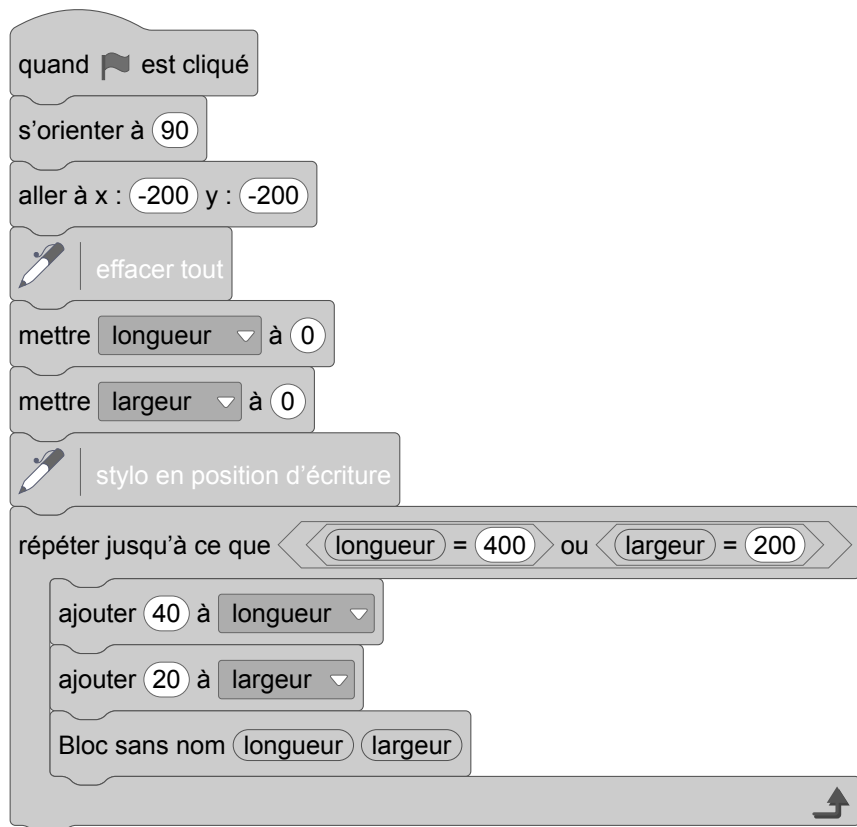 quand est cliqué
s'orienter à 90
aller à x : -200 y : -200
effacer tout
mettre longueur à 0
mettre largeur à 0
stylo en position d'écriture
répéter jusqu'à ce que longueur = 400 ou largeur = 200
ajouter 40 à longueur
ajouter 20 à largeur
Bloc sans nom longueur largeur